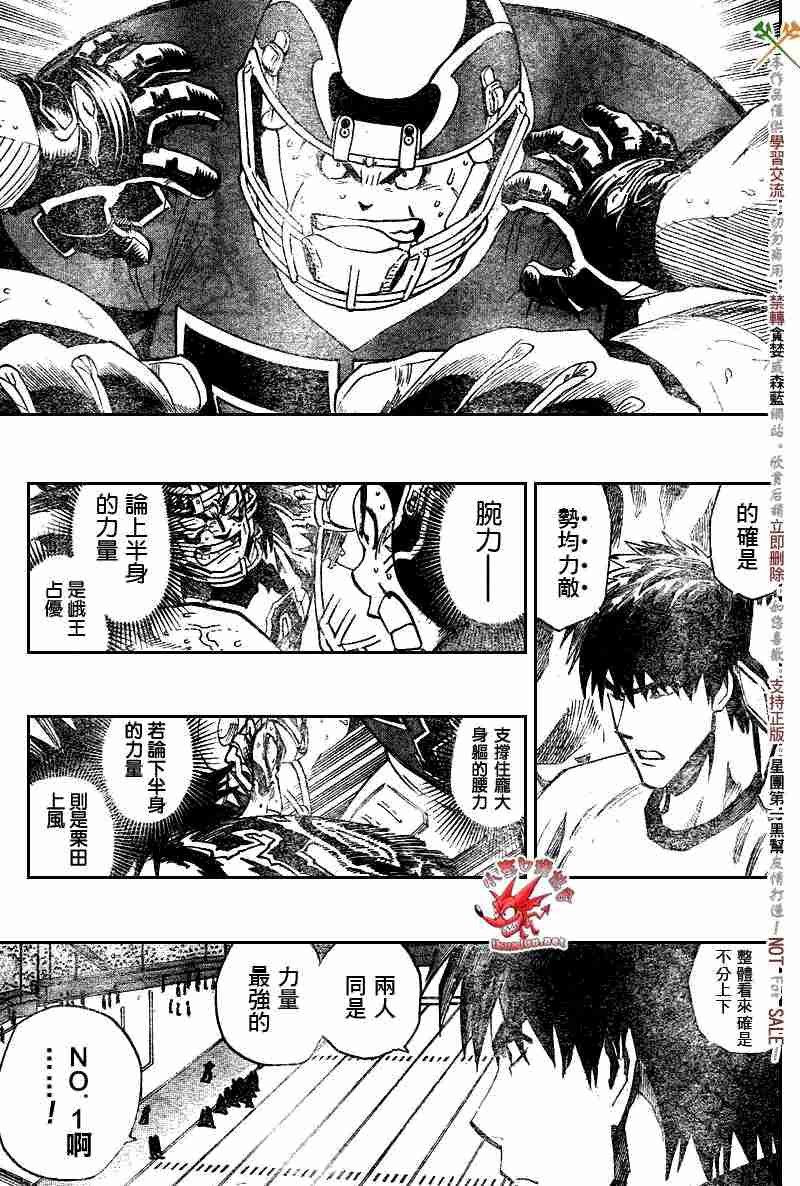 的確是
勢均力敵
腕力——
論上半身
的力量
是峨王
占優
支撐住龐大
身軀的腰力
若論下半身
的力量
則是栗田
上風
整體看來確是
不分上下
兩人
同是
力量
最強的
NO.1啊
……!
本作品僅供學習交流
切勿商用
禁轉貪婪威森藍網站。欣賞后請立即刪除
如您喜歡
支持正版
星團第二黑幫友情打造!
NOT For SALE!